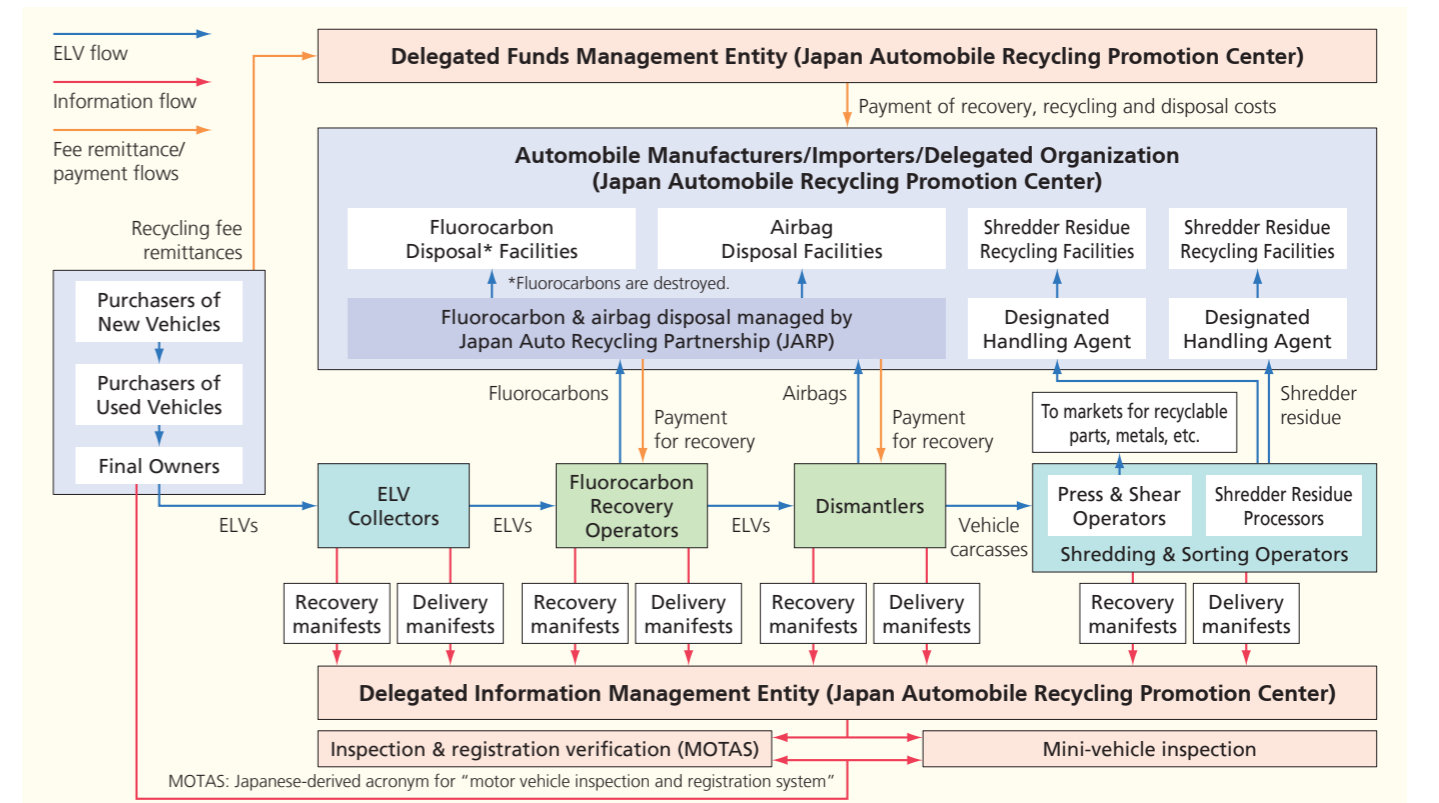 ELV flow
Information flow
Fee remittance/
payment flows
Delegated Funds Management Entity (Japan Automobile Recycling Promotion Center)
Payment of recovery, recycling and disposal costs
Automobile Manufacturers/Importers/Delegated Organization
(Japan Automobile Recycling Promotion Center)
Recycling fee
remittances
Fluorocarbon
Disposal* Facilities
Airbag
Disposal Facilities
Shredder Residue
Recycling Facilities
Shredder Residue
Recycling Facilities
*Fluorocarbons are destroyed.
Fluorocarbon & airbag disposal managed by
Japan Auto Recycling Partnership (JARP)
Designated
Handling Agent
Designated
Handling Agent
Purchasers of
New Vehicles
Purchasers of
Used Vehicles
Final Owners
Fluorocarbons
Payment
for recovery
Airbags
Payment
for recovery
To markets for recyclable
parts, metals, etc.
Shredder
residue
ELVs
ELV
Collectors
ELVs
Fluorocarbon
Recovery
Operators
ELVs
Dismantlers
Vehicle
carcasses
Press & Shear
Operators
Shredder Residue
Processors
Shredding & Sorting Operators
Recovery
manifests
Delivery
manifests
Recovery
manifests
Delivery
manifests
Recovery
manifests
Delivery
manifests
Recovery
manifests
Delivery
manifests
Delegated Information Management Entity (Japan Automobile Recycling Promotion Center)
Inspection & registration verification (MOTAS)
Mini-vehicle inspection
MOTAS: Japanese-derived acronym for “motor vehicle inspection and registration system”